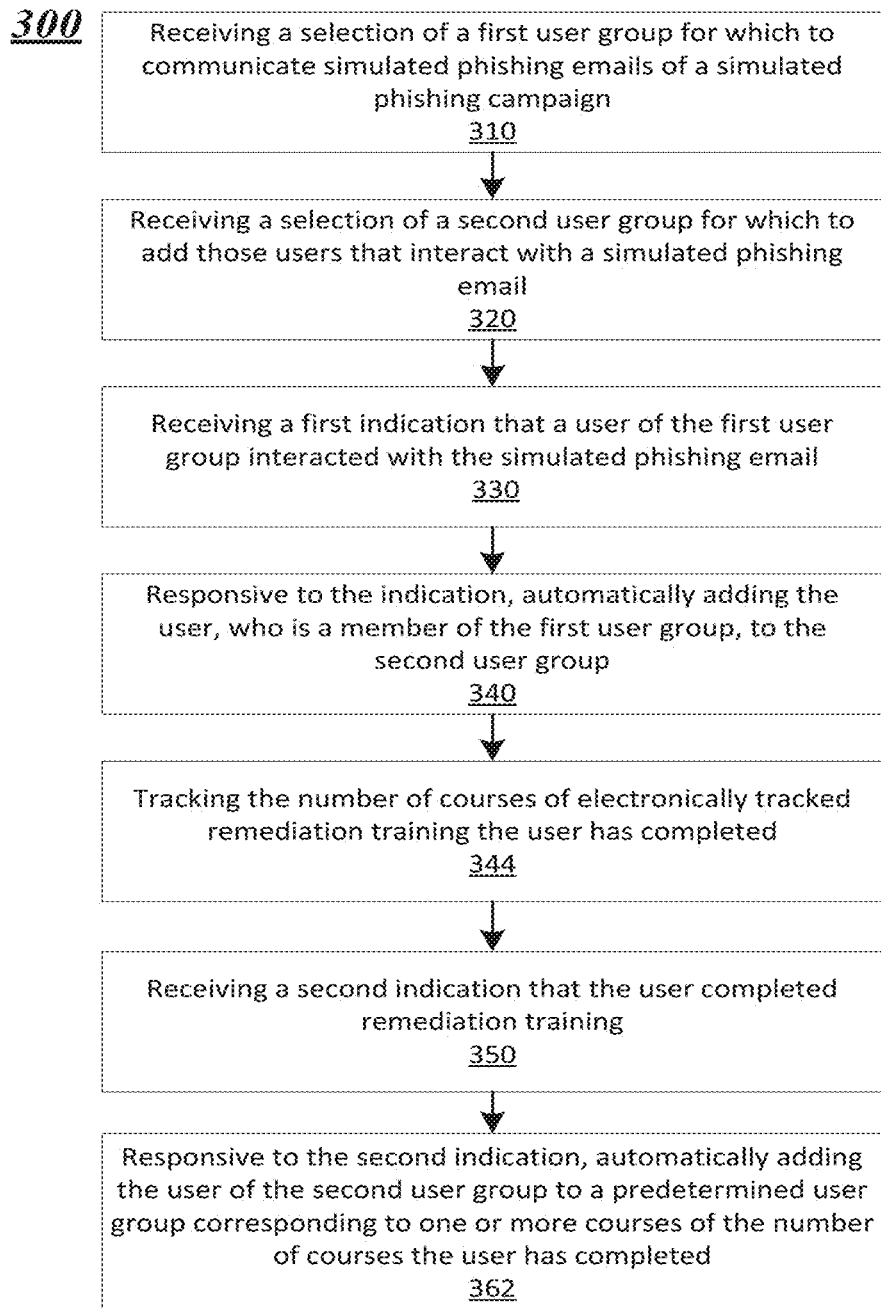 300
Receiving a selection of a first user group for which to
communicate simulated phishing emails of a simulated
phishing campaign
310
Receiving a selection of a second user group for which to
add those users that interact with a simulated phishing
email
320
Receiving a first indication that a user of the first user
group interacted with the simulated phishing email
330
Responsive to the indication, automatically adding the
user, who is a member of the first user group, to the
second user group
340
Tracking the number of courses of electronically tracked
remediation training the user has completed
344
Receiving a second indication that the user completed
remediation training
350
Responsive to the second indication, automatically adding
the user of the second user group to a predetermined user
group corresponding to one or more courses of the number
of courses the user has completed
362